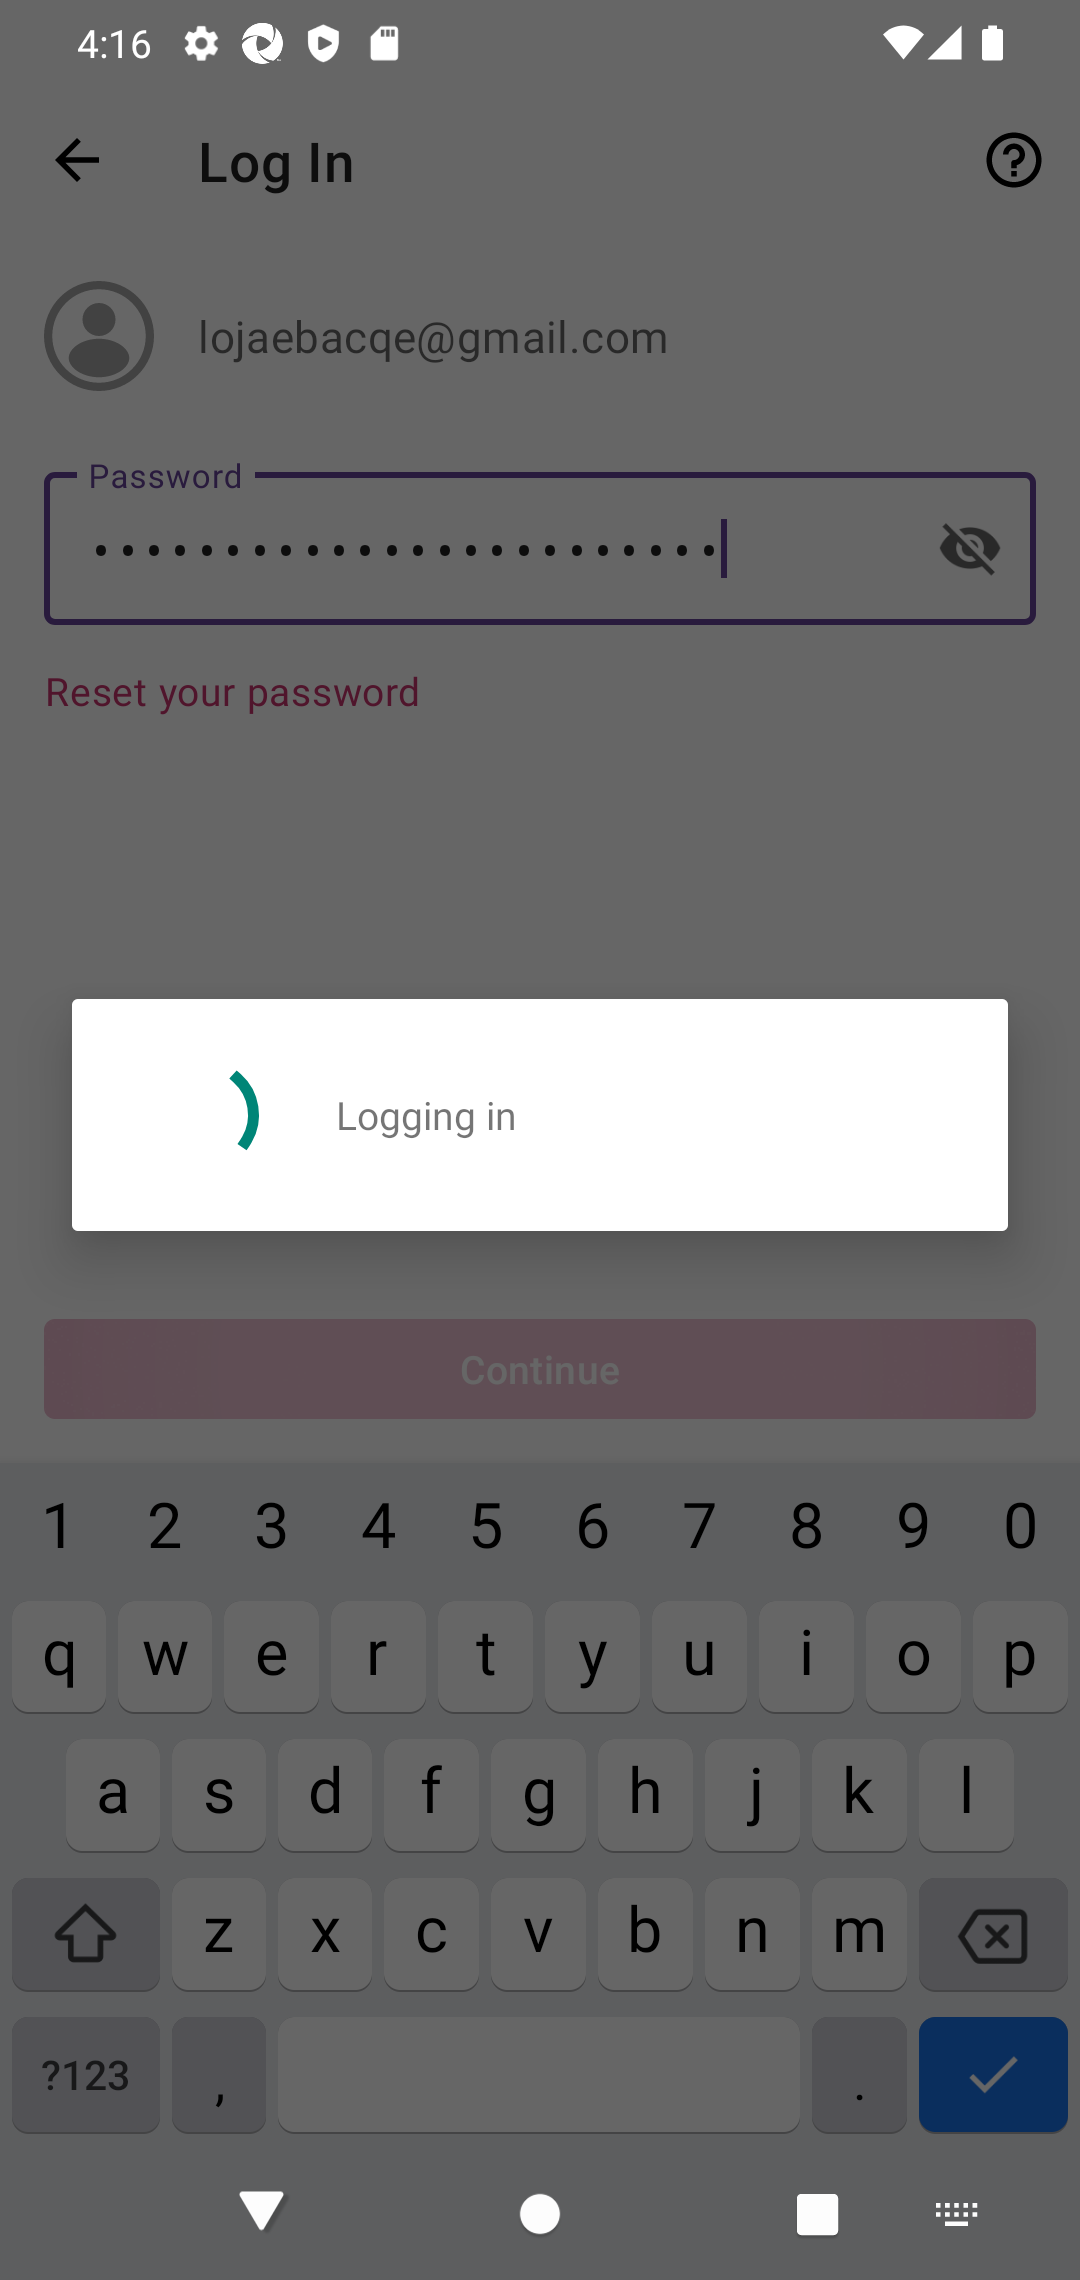 4:16
Log In
lojaebacqe@gmail.com
Password
••••••••••••••••••••••••
Reset your password
Logging in
Continue
1 2 3 4 5 6 7 8 9 0
q w e r t y u i o p
a s d f g h j k l
z x c v b n m
?123 , .